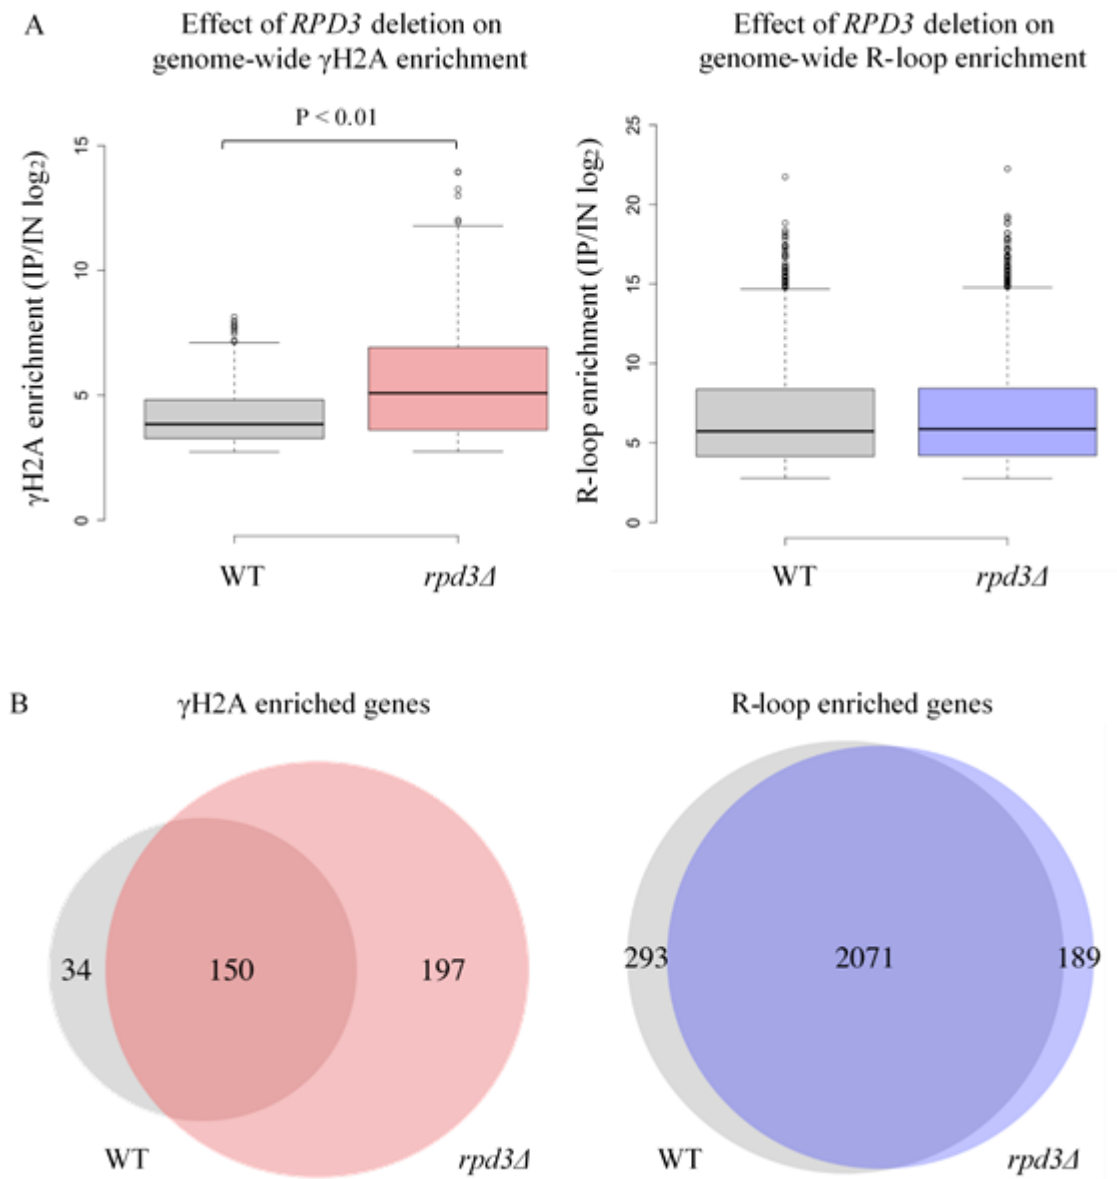 A
Effect of RPD3 deletion on
genome-wide γH2A enrichment
P < 0.01
γH2A enrichment (IP/IN log₂)
15
10
5
0
WT
rpd3Δ
Effect of RPD3 deletion on
genome-wide R-loop enrichment
R-loop enrichment (IP/IN log₂)
25
20
15
10
5
0
WT
rpd3Δ
B
γH2A enriched genes
34
150
197
WT
rpd3Δ
R-loop enriched genes
293
2071
189
WT
rpd3Δ